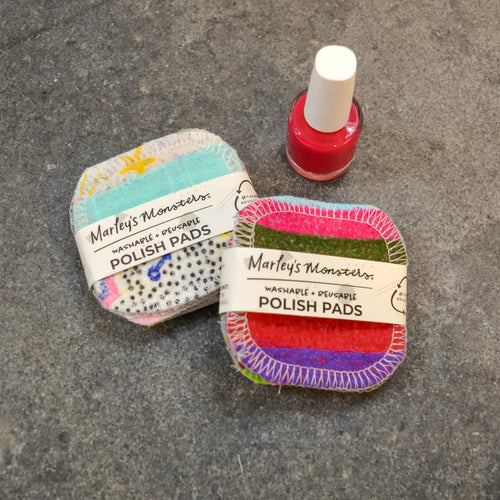 Marley's Monsters.
WASHABLE + REUSABLE
POLISH PADS
Marley's Monsters.
WASHABLE + REUSABLE
POLISH PADS